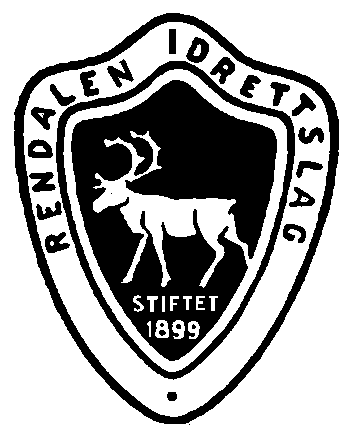 RENDALEN IDRETTSLAG
STIFTET
1899